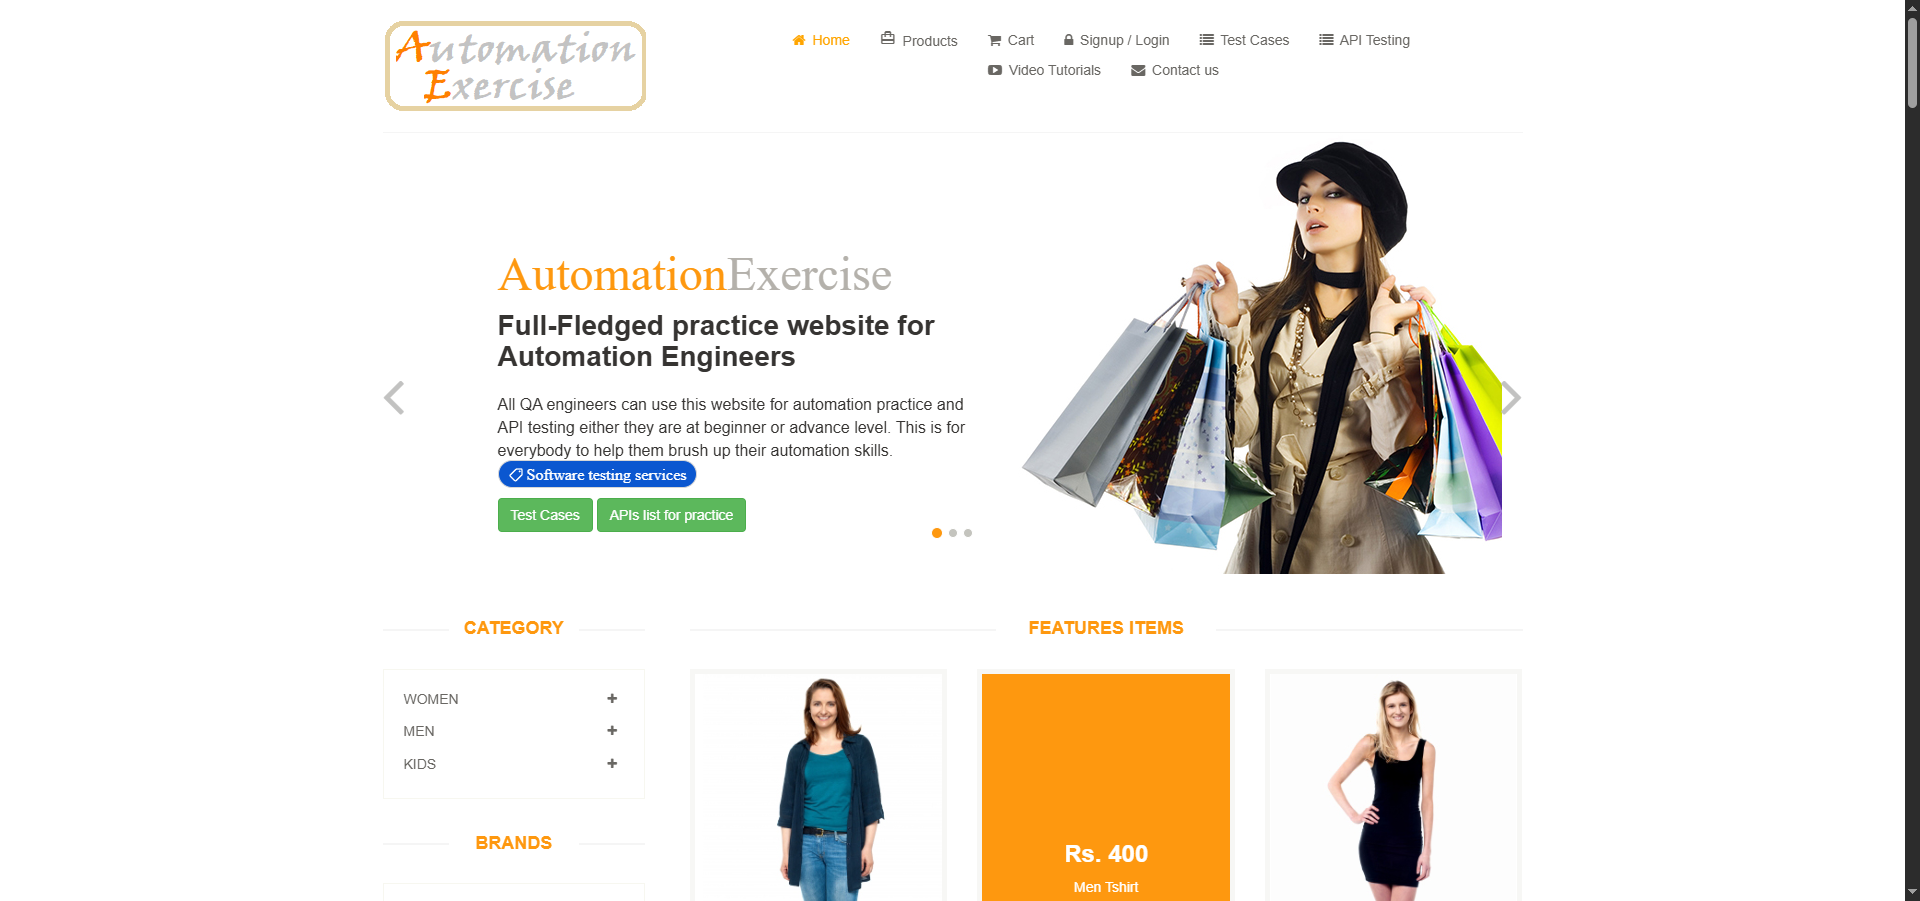 Automation
Exercise
Home
Products
Cart
Signup / Login
Test Cases
API Testing
Video Tutorials
Contact us
AutomationExercise
Full-Fledged practice website for
Automation Engineers
All QA engineers can use this website for automation practice and
API testing either they are at beginner or advance level. This is for
everybody to help them brush up their automation skills.
Software testing services
Test Cases
APIs list for practice
CATEGORY
WOMEN
MEN
KIDS
BRANDS
FEATURES ITEMS
Rs. 400
Men Tshirt